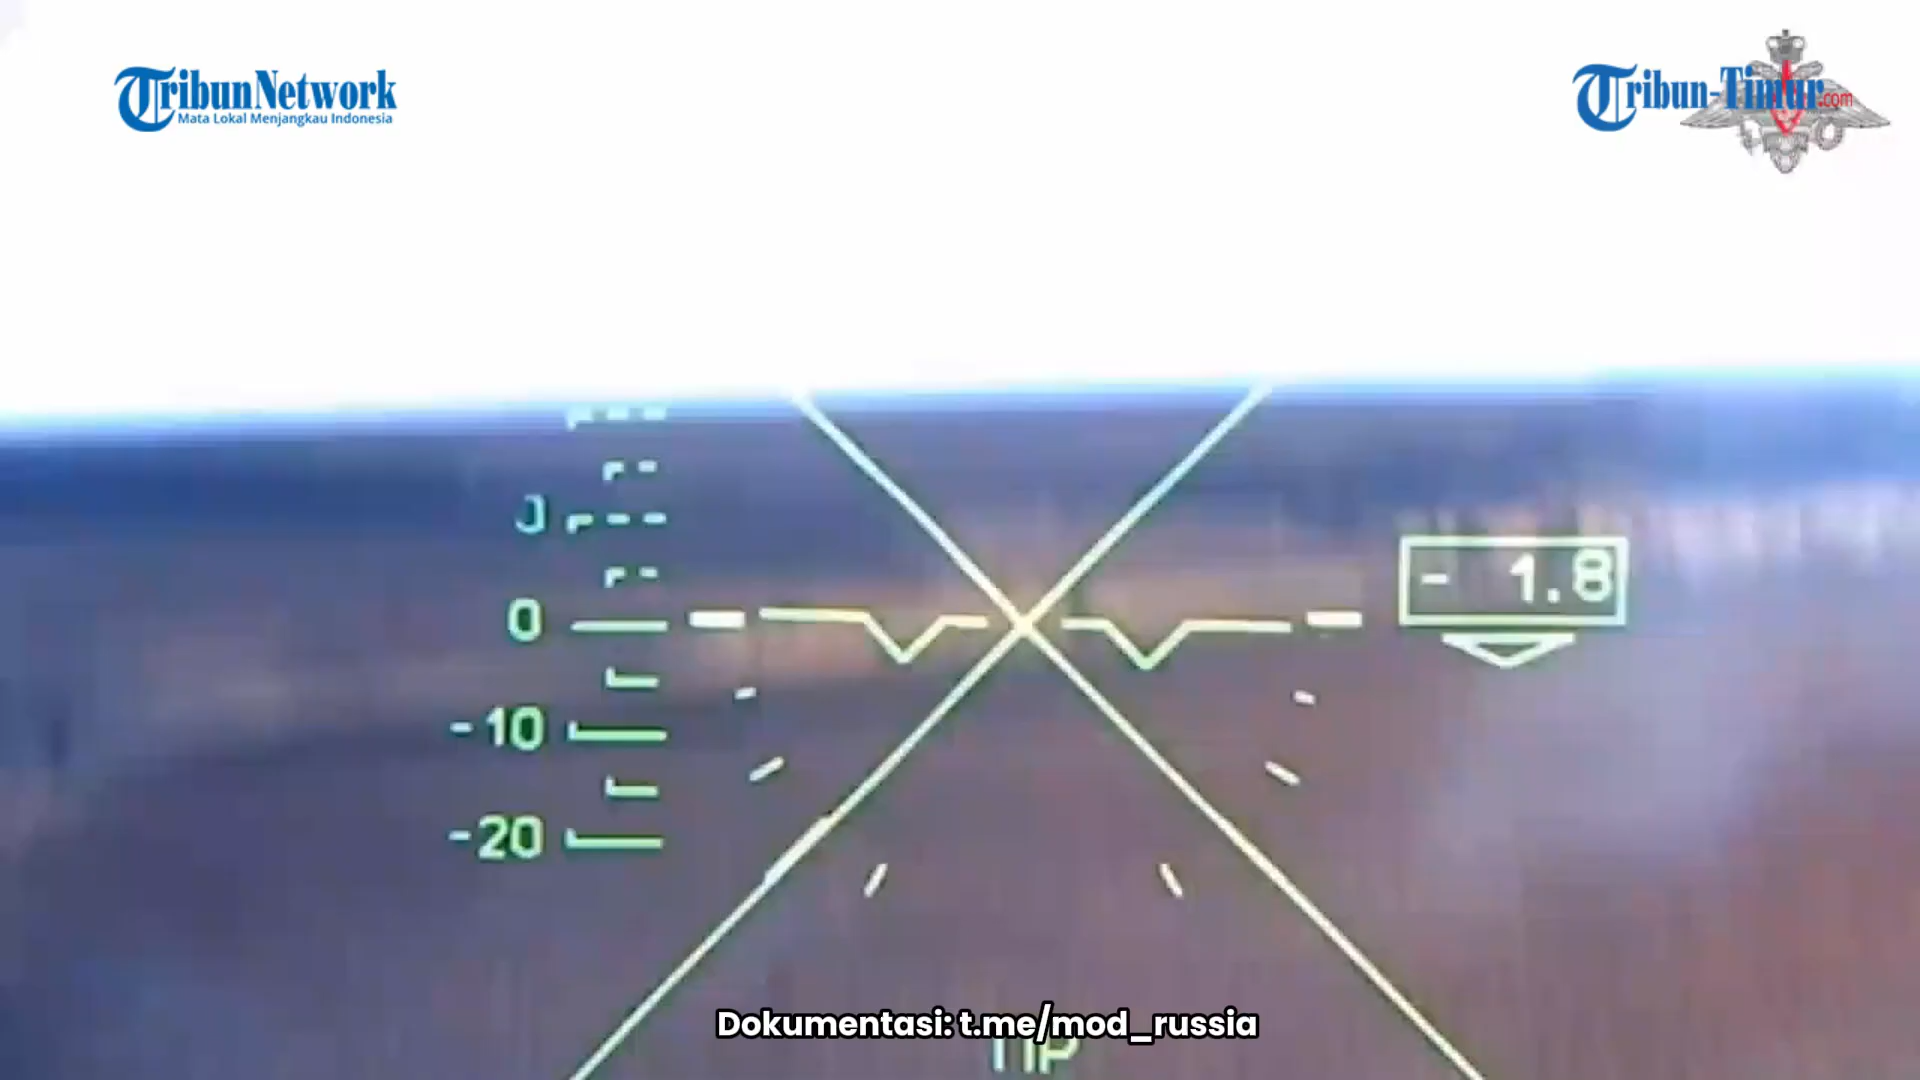 TribunNetwork
Mata Lokal Menjangkau Indonesia
Tribun-Timur.com
0
- 1.8
-10
-20
Dokumentasi: t.me/mod_russia